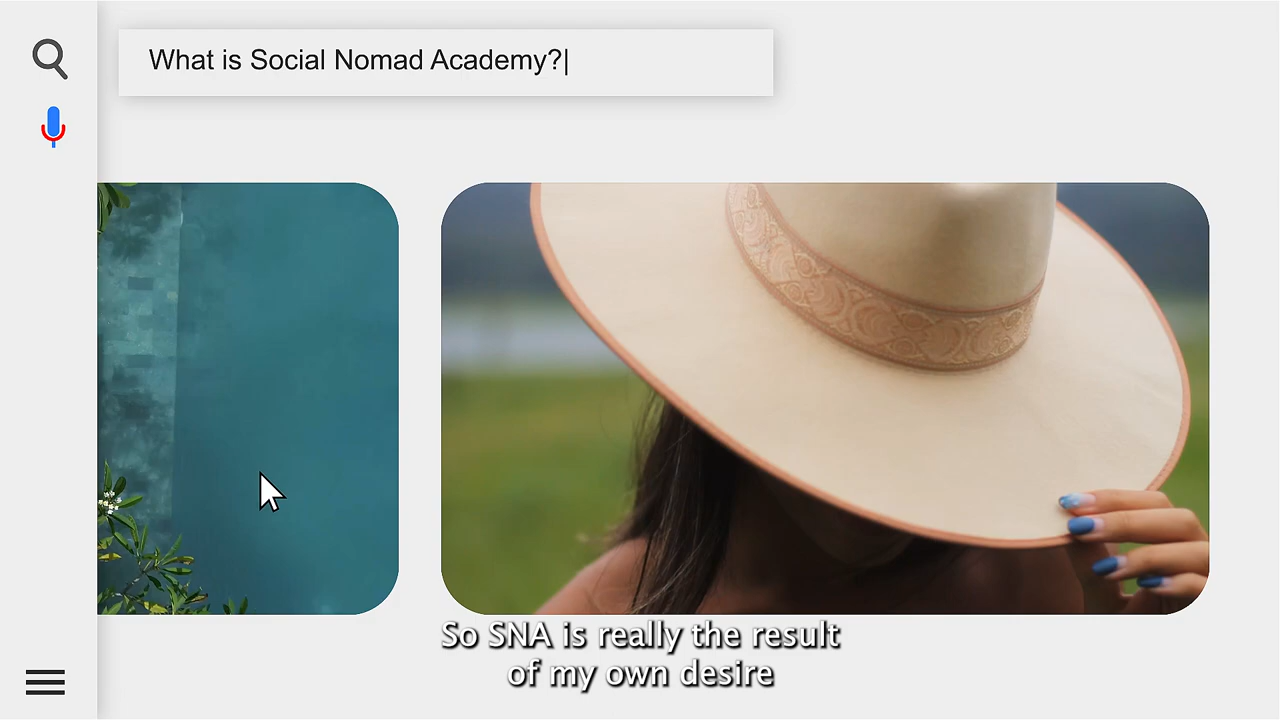 What is Social Nomad Academy?
So SNA is really the result
of my own desire